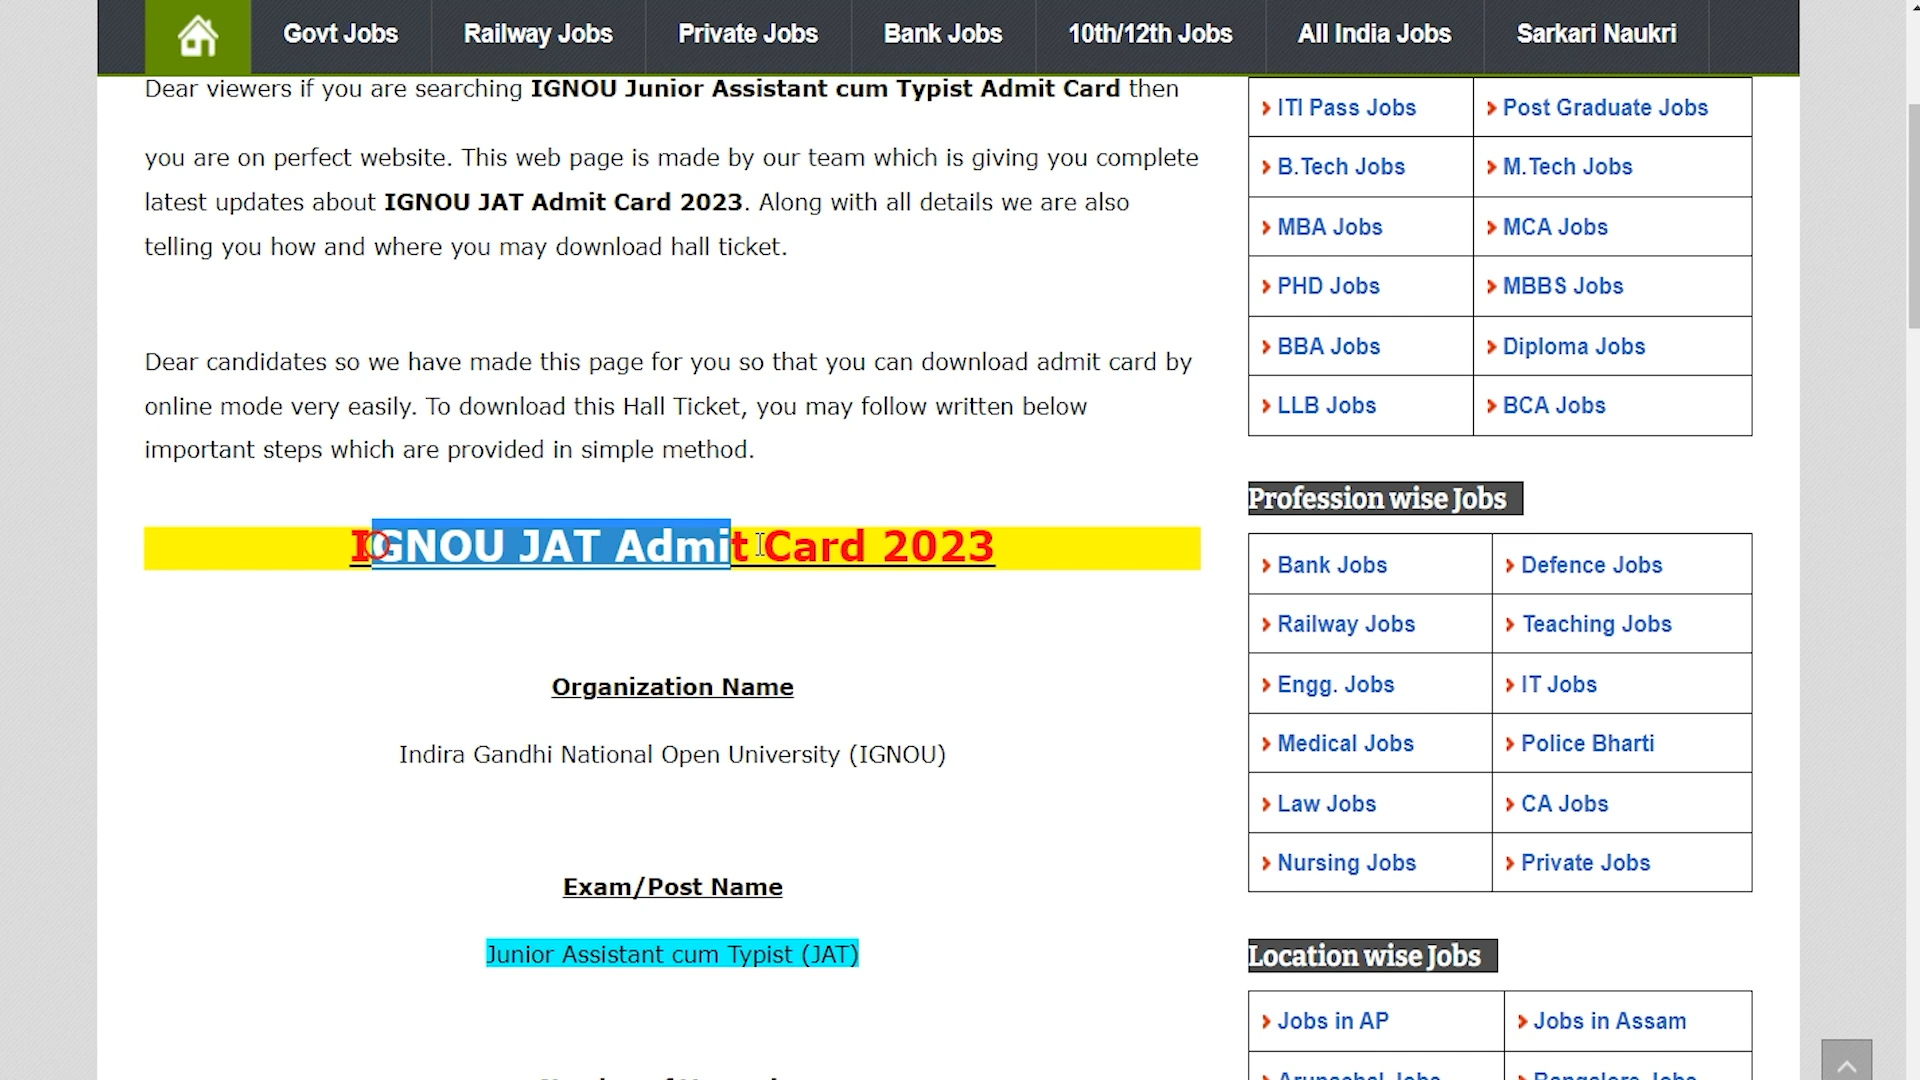 Govt Jobs Railway Jobs Private Jobs Bank Jobs 10th/12th Jobs All India Jobs Sarkari Naukri
Dear viewers if you are searching IGNOU Junior Assistant cum Typist Admit Card then
you are on perfect website. This web page is made by our team which is giving you complete
latest updates about IGNOU JAT Admit Card 2023. Along with all details we are also
telling you how and where you may download hall ticket.
Dear candidates so we have made this page for you so that you can download admit card by
online mode very easily. To download this Hall Ticket, you may follow written below
important steps which are provided in simple method.
IGNOU JAT Admit Card 2023
Organization Name
Indira Gandhi National Open University (IGNOU)
Exam/Post Name
Junior Assistant cum Typist (JAT)
ITI Pass Jobs Post Graduate Jobs
B.Tech Jobs M.Tech Jobs
MBA Jobs MCA Jobs
PHD Jobs MBBS Jobs
BBA Jobs Diploma Jobs
LLB Jobs BCA Jobs
Profession wise Jobs
Bank Jobs Defence Jobs
Railway Jobs Teaching Jobs
Engg. Jobs IT Jobs
Medical Jobs Police Bharti
Law Jobs CA Jobs
Nursing Jobs Private Jobs
Location wise Jobs
Jobs in AP Jobs in Assam
Arunachal Jobs Bangalore Jobs